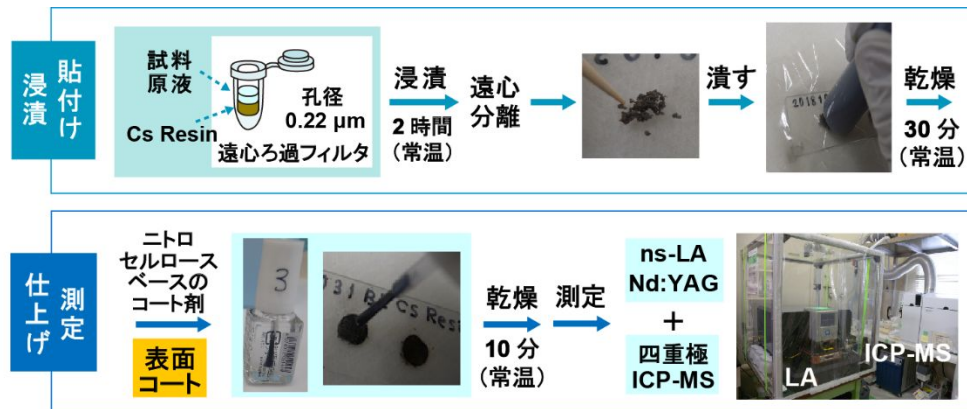 浸漬
貼付け
試料
原液
Cs Resin
孔径
0.22 μm
遠心ろ過フィルタ
浸漬
2 時間
(常温)
遠心
分離
潰す
乾燥
30 分
(常温)
仕上げ
測定
ニトロ
セルロース
ベースの
コート剤
表面
コート
3
Cs Resi
乾燥
10 分
(常温)
測定
ns-LA
Nd:YAG
+
四重極
ICP-MS
LA
ICP-MS